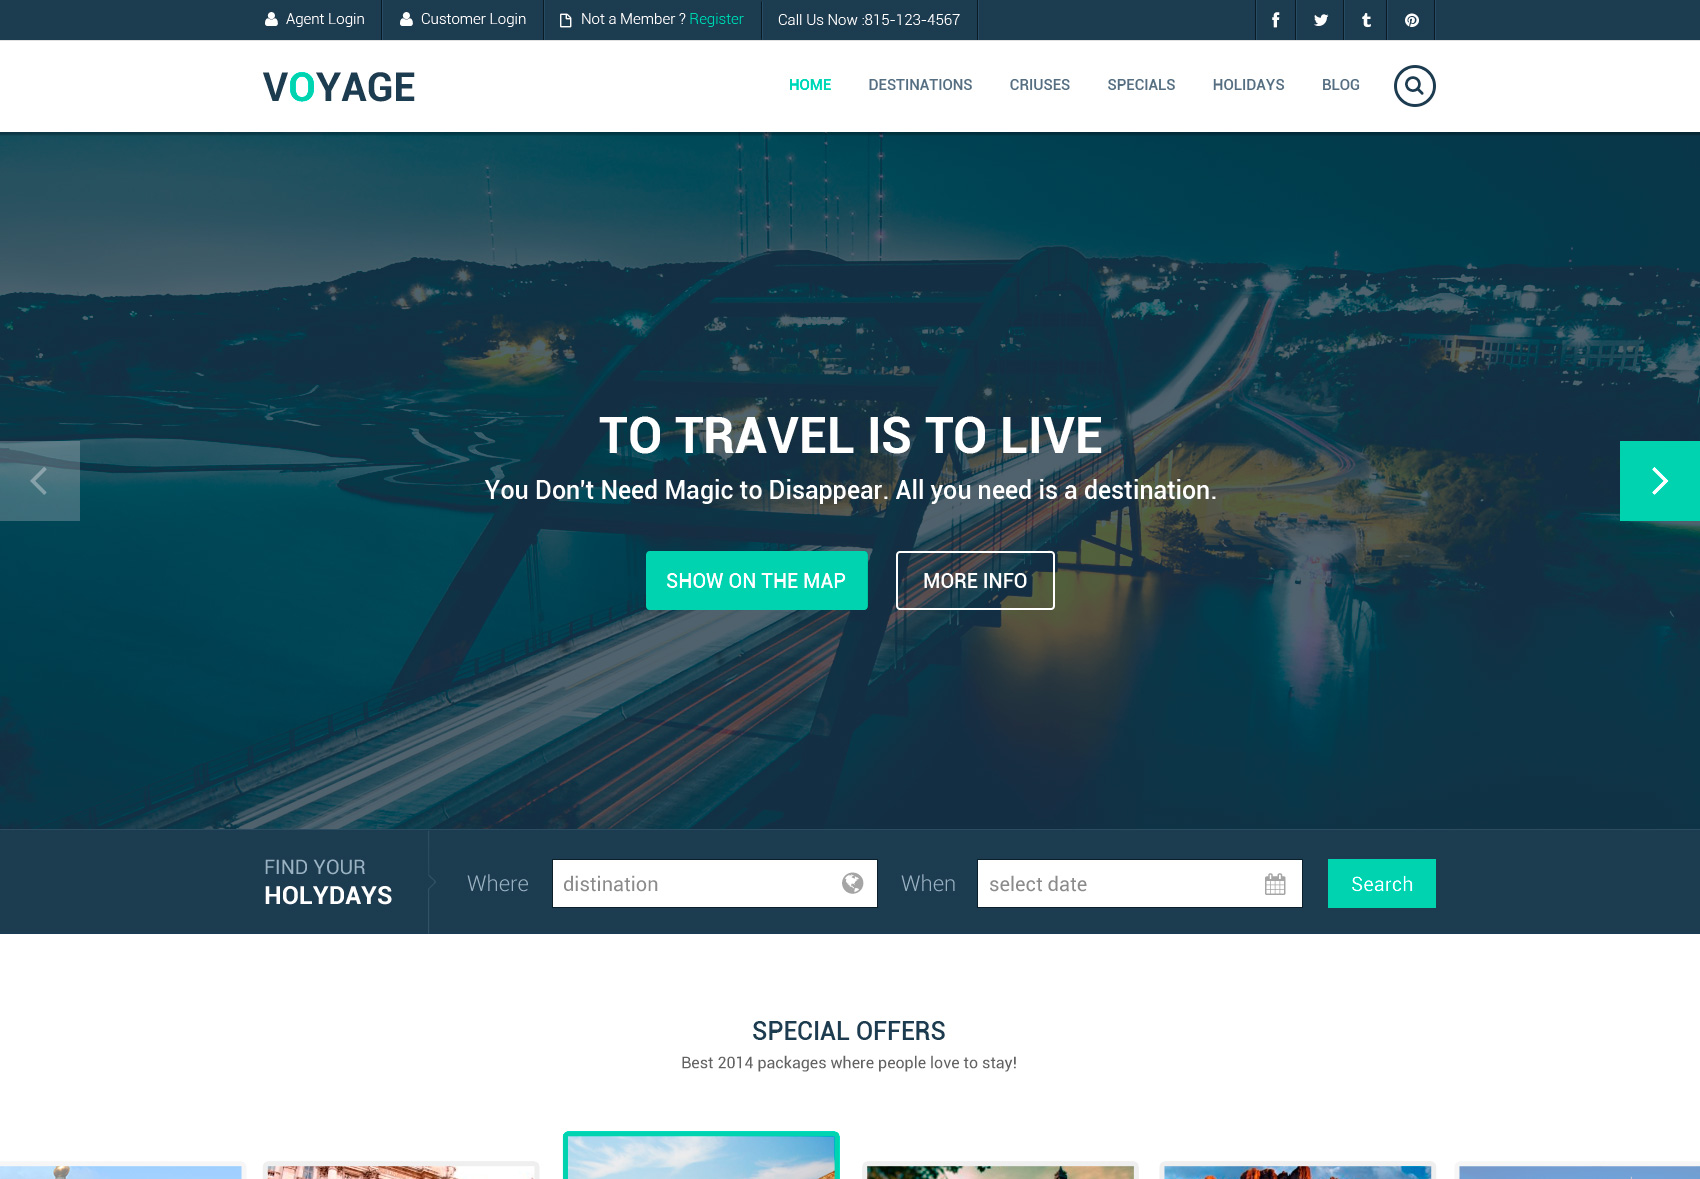 Agent Login
Customer Login
Not a Member ? Register
Call Us Now :815-123-4567
VOYAGE
HOME
DESTINATIONS
CRIUSES
SPECIALS
HOLIDAYS
BLOG
TO TRAVEL IS TO LIVE
You Don't Need Magic to Disappear. All you need is a destination.
SHOW ON THE MAP
MORE INFO
FIND YOUR
HOLYDAYS
Where
distination
When
select date
Search
SPECIAL OFFERS
Best 2014 packages where people love to stay!